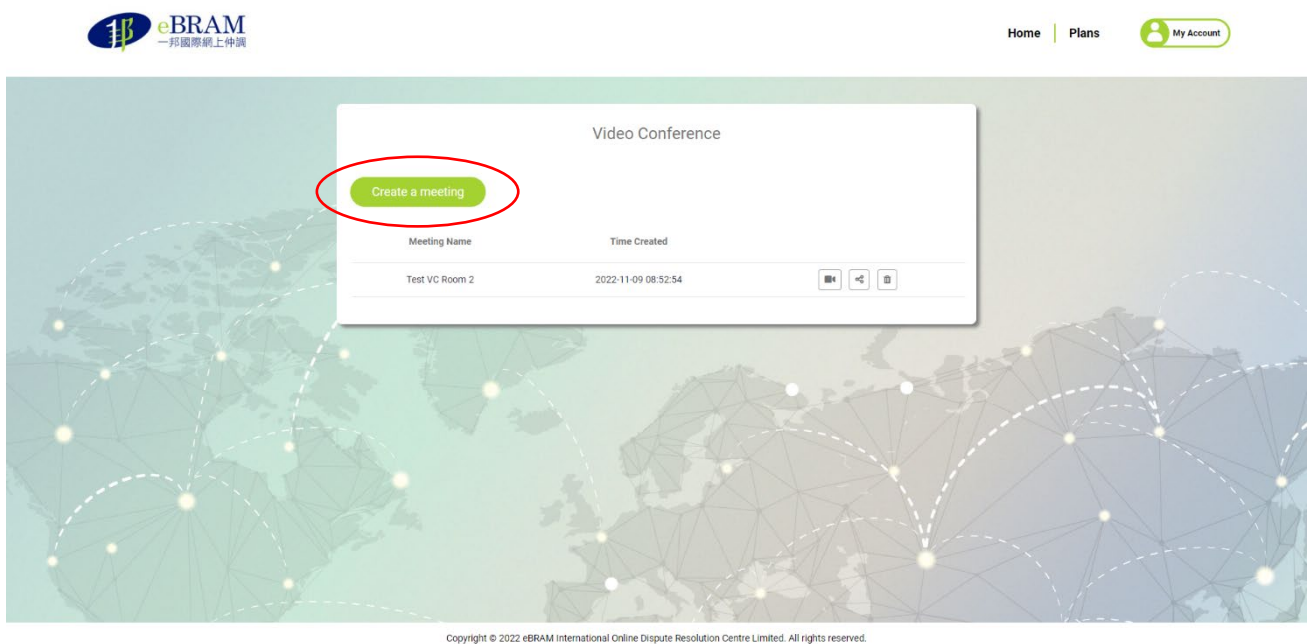 eBRAM
一邦國際網上仲調
Home Plans My Account
Video Conference
Create a meeting
Meeting Name Time Created
Test VC Room 2 2022-11-09 08:52:54
Copyright © 2022 eBRAM International Online Dispute Resolution Centre Limited. All rights reserved.